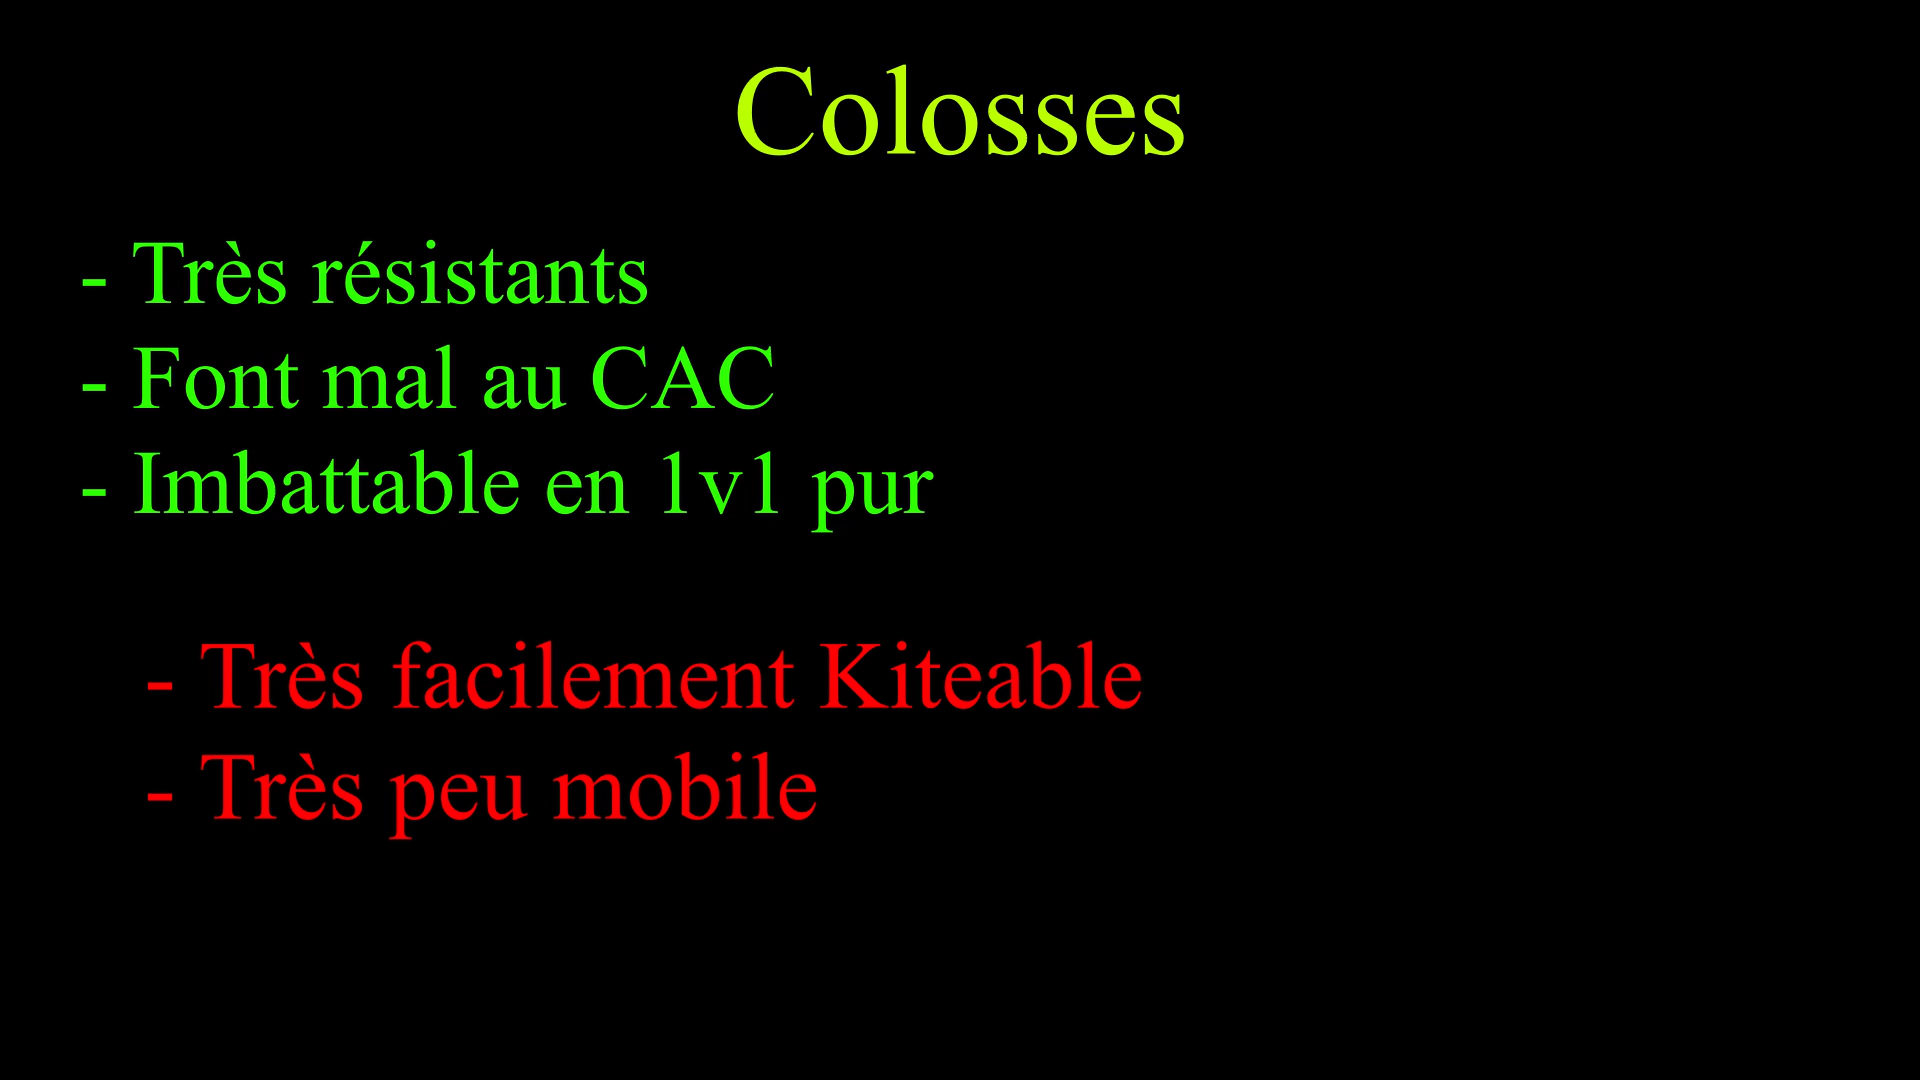 Colosses
- Très résistants
- Font mal au CAC
- Imbattable en 1v1 pur
- Très facilement Kiteable
- Très peu mobile